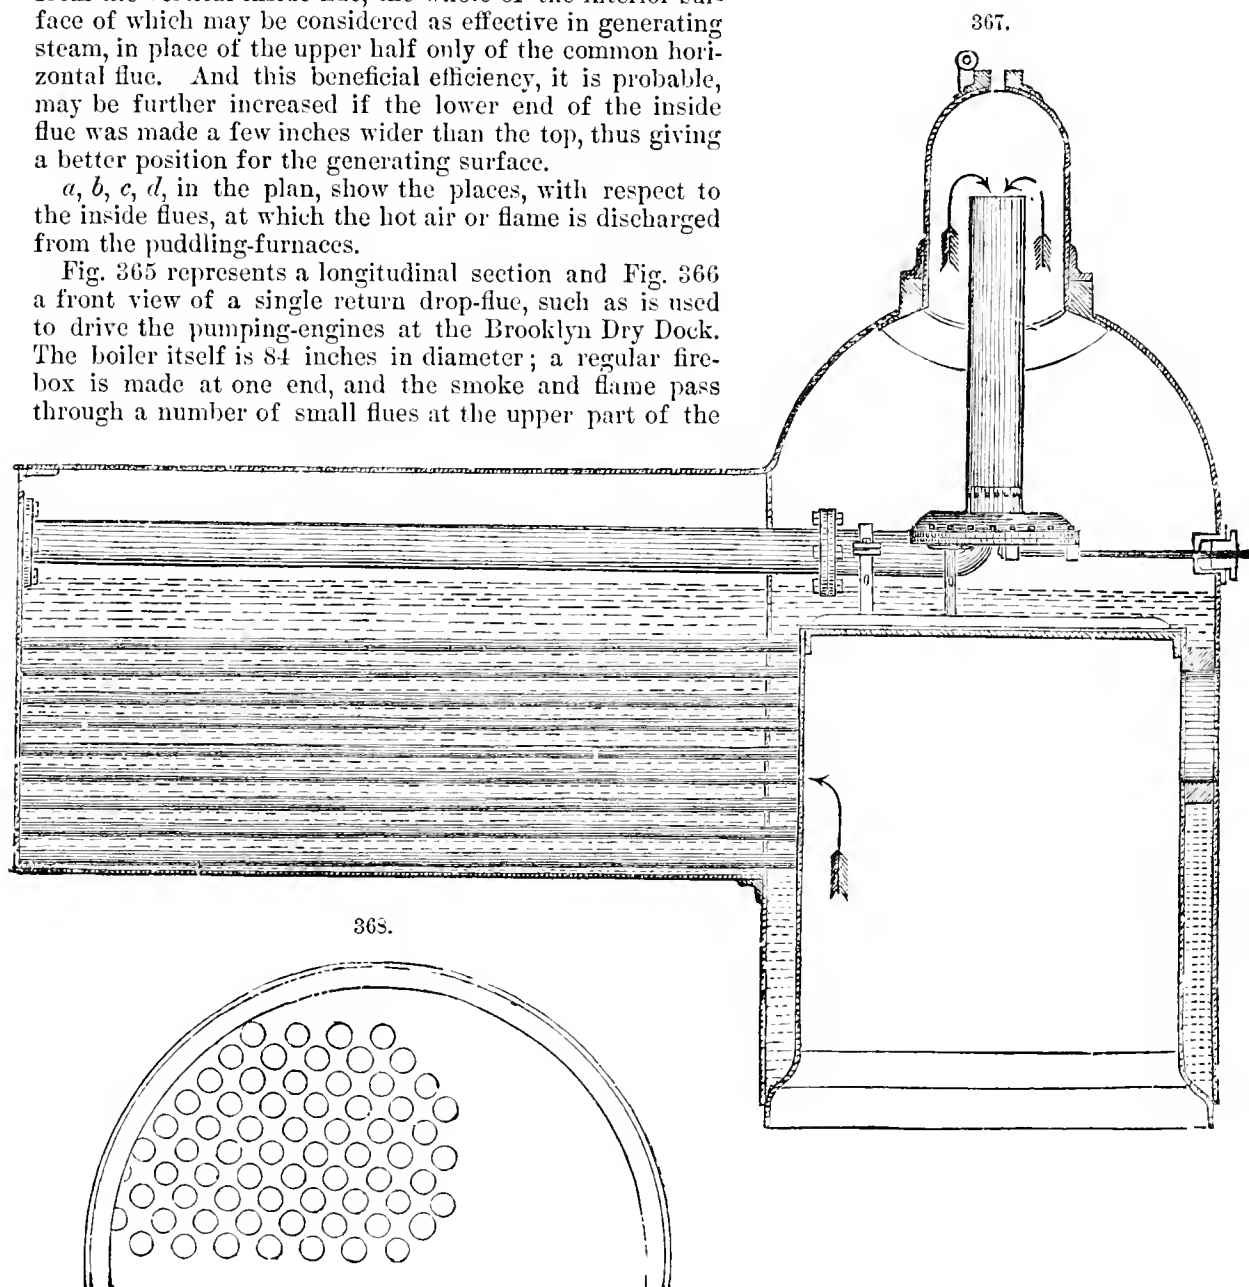 from the vertical inside flue, the whole of the interior sur-
face of which may be considered as effective in generating
steam, in place of the upper half only of the common hori-
zontal flue. And this beneficial efficiency, it is probable,
may be further increased if the lower end of the inside
flue was made a few inches wider than the top, thus giving
a better position for the generating surface.
a, b, c, d, in the plan, show the places, with respect to
the inside flues, at which the hot air or flame is discharged
from the puddling-furnaces.
Fig. 365 represents a longitudinal section and Fig. 366
a front view of a single return drop-flue, such as is used
to drive the pumping-engines at the Brooklyn Dry Dock.
The boiler itself is 84 inches in diameter; a regular fire-
box is made at one end, and the smoke and flame pass
through a number of small flues at the upper part of the
367.
368.